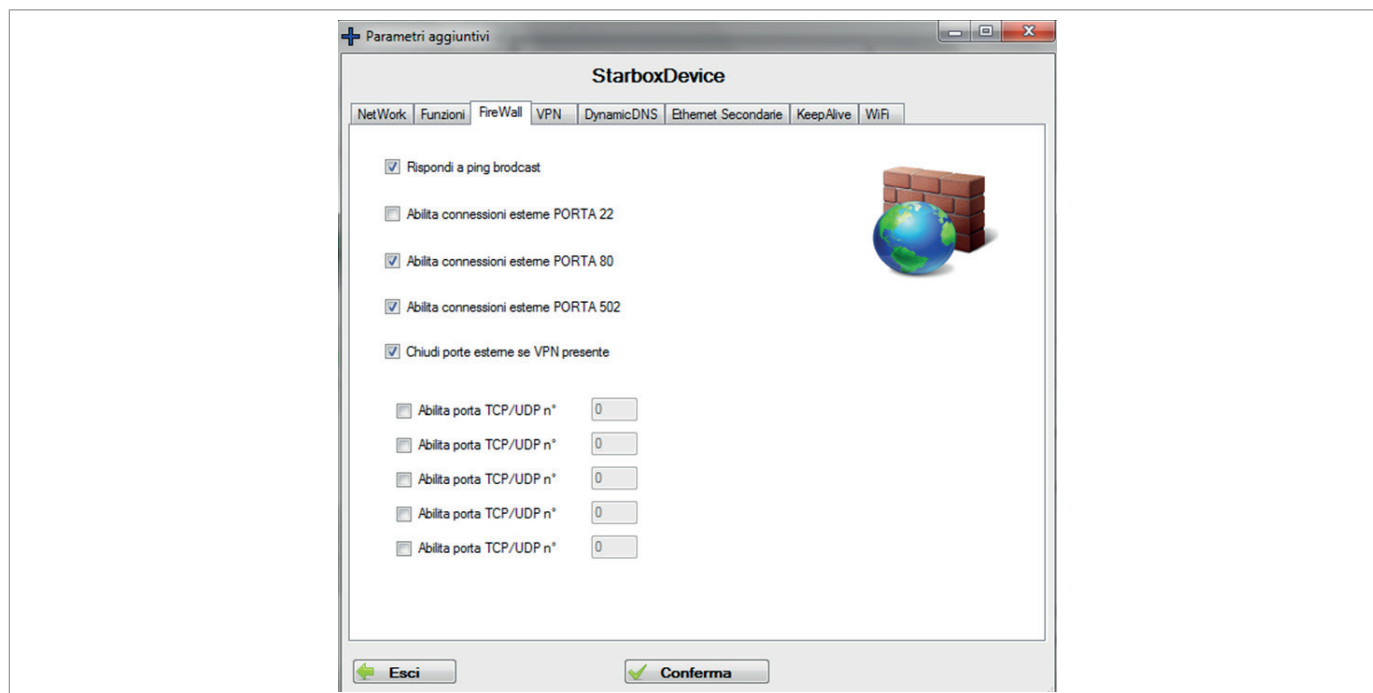 Parametri aggiuntivi
StarboxDevice
NetWork Funzioni FireWall VPN DynamicDNS Ethernet Secondarie KeepAlive WiFi
Rispondi a ping brodcast
Abilita connessioni esterne PORTA 22
Abilita connessioni esterne PORTA 80
Abilita connessioni esterne PORTA 502
Chiudi porte esterne se VPN presente
Abilita porta TCP/UDP n° 0
Abilita porta TCP/UDP n° 0
Abilita porta TCP/UDP n° 0
Abilita porta TCP/UDP n° 0
Abilita porta TCP/UDP n° 0
Esci Conferma